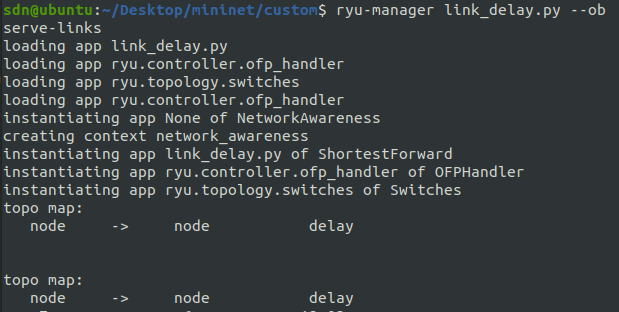 sdn@ubuntu:~/Desktop/mininet/custom$ ryu-manager link_delay.py --ob
serve-links
loading app link_delay.py
loading app ryu.controller.ofp_handler
loading app ryu.topology.switches
loading app ryu.controller.ofp_handler
instantiating app None of NetworkAwareness
creating context network_awareness
instantiating app link_delay.py of ShortestForward
instantiating app ryu.controller.ofp_handler of OFPHandler
instantiating app ryu.topology.switches of Switches
topo map:
   node     ->     node           delay
topo map:
   node     ->     node           delay